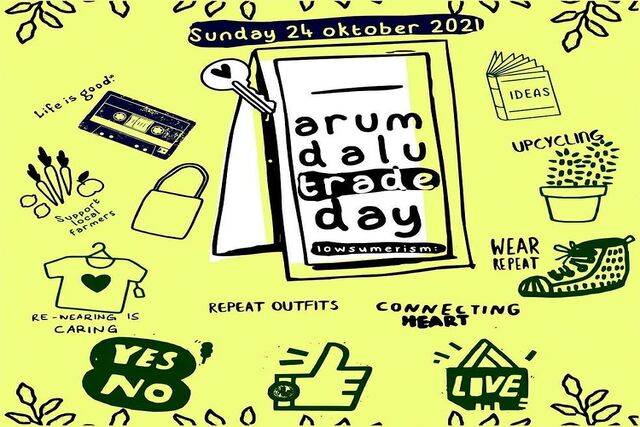 Sunday 24 oktober 2021
Life is good!
IDEAS
arum
dalu
trade
day
lowsumerism:
UPCYCLING
Support
local
farmers
WEAR
REPEAT
RE-NEARING IS
CARING
REPEAT OUTFITS
CONNECTING
HEART
YES
NO
LIVE